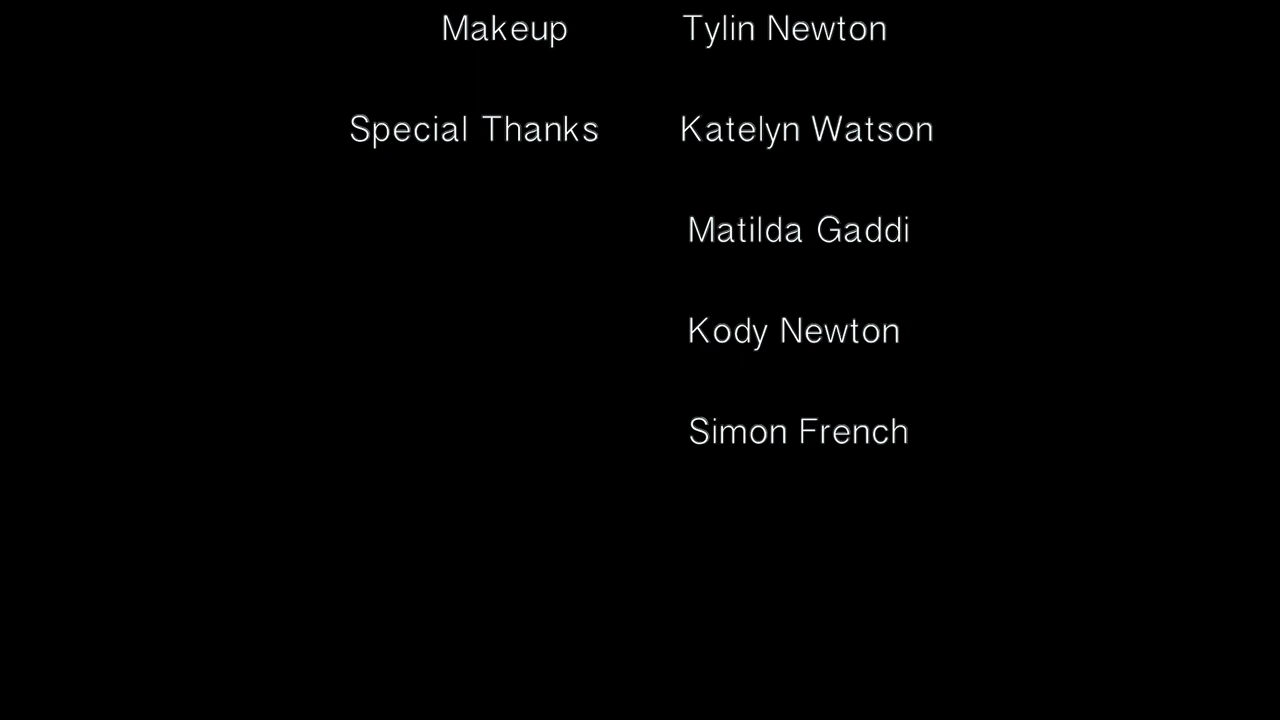 Makeup Tylin Newton
Special Thanks Katelyn Watson
Matilda Gaddi
Kody Newton
Simon French